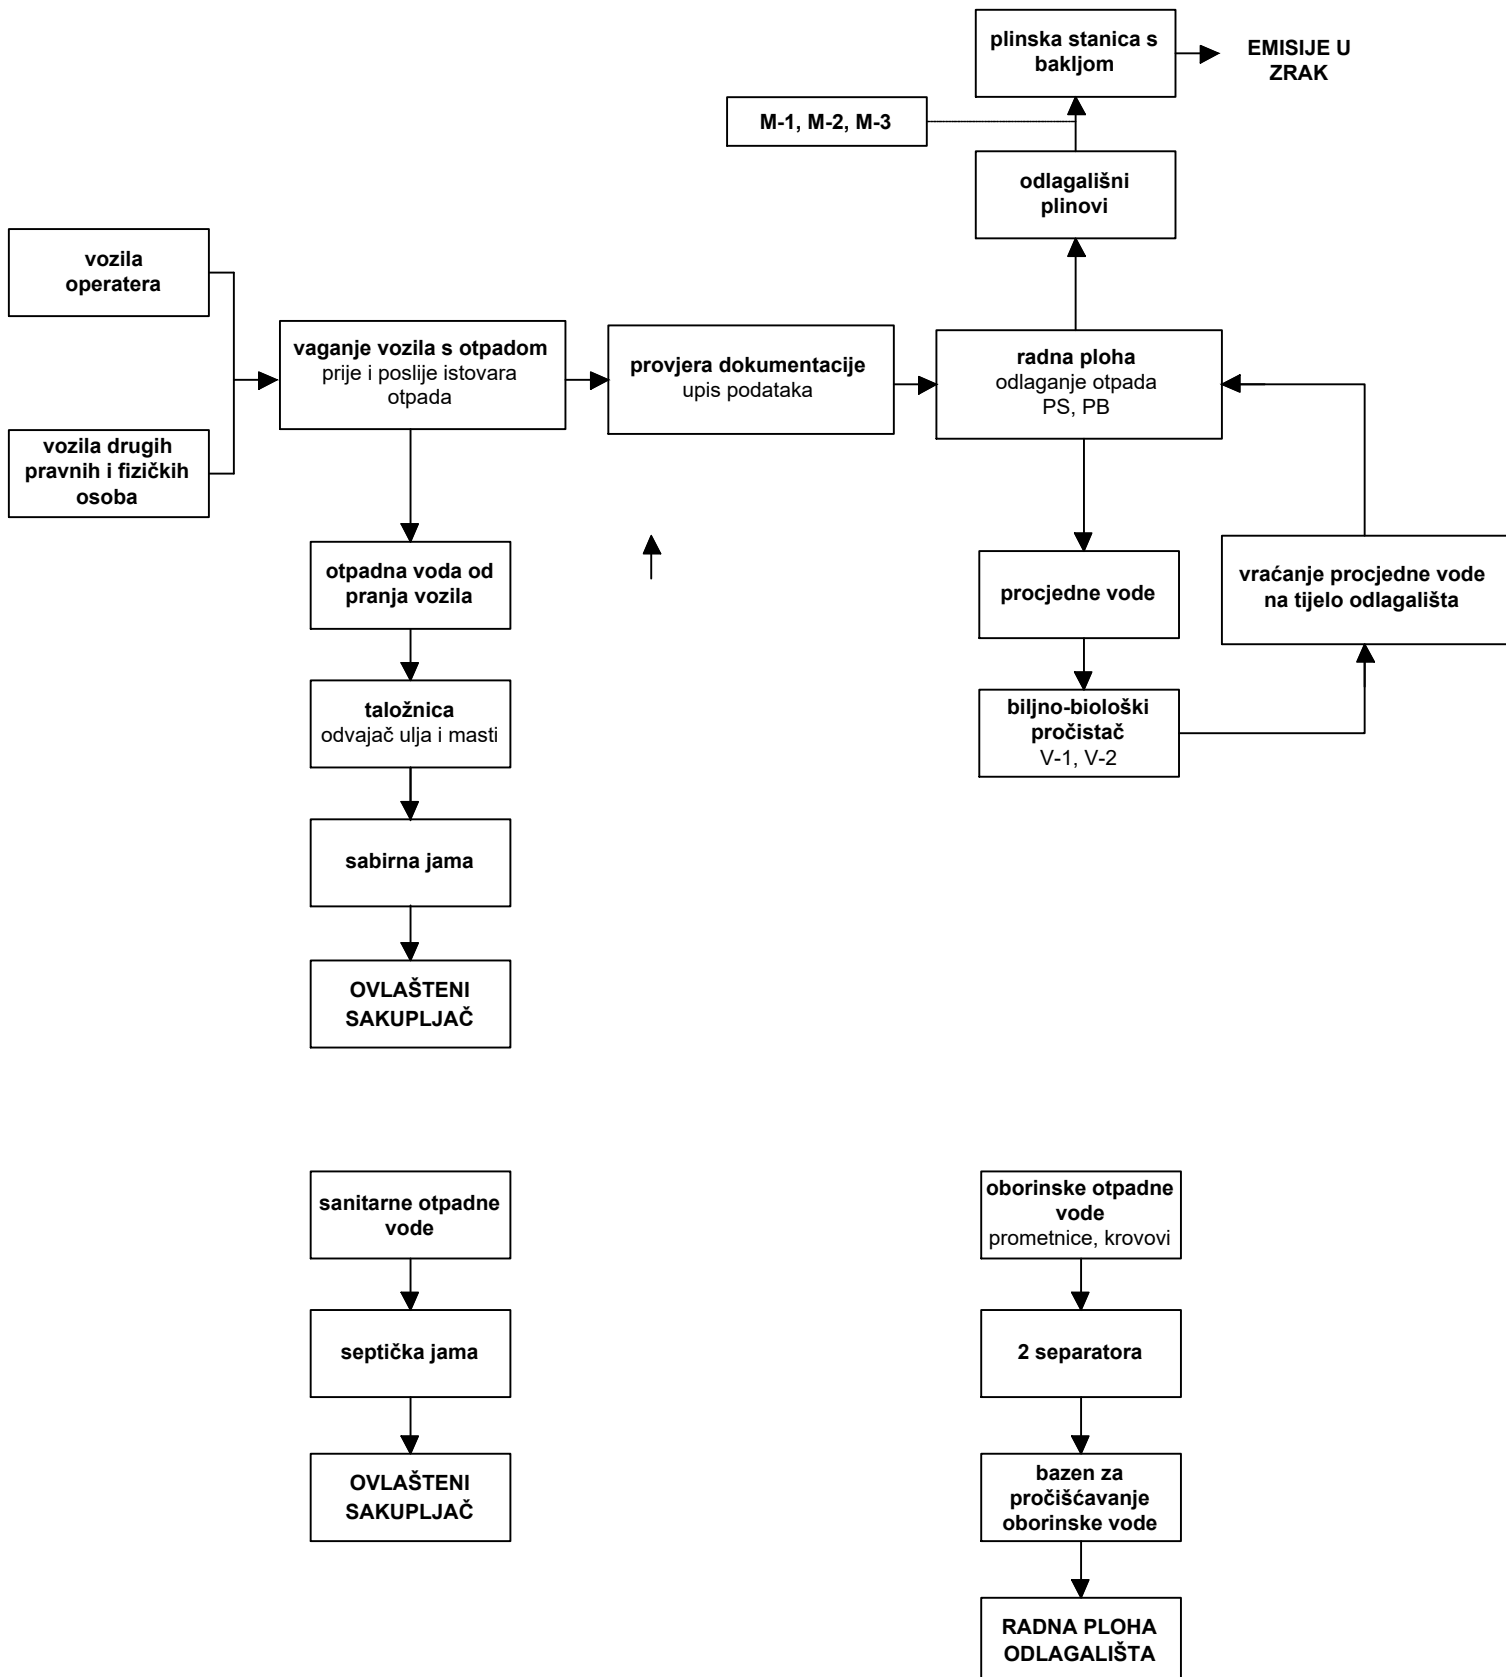 plinska stanica s
bakljom
EMISIJE U
ZRAK
M-1, M-2, M-3
odlagališni
plinovi
vozila
operatera
vaganje vozila s otpadom
prije i poslije istovara
otpada
provjera dokumentacije
upis podataka
radna ploha
odlaganje otpada
PS, PB
vozila drugih
pravnih i fizičkih
osoba
otpadna voda od
pranja vozila
procjedne vode
vraćanje procjedne vode
na tijelo odlagališta
taložnica
odvajač ulja i masti
biljno-biološki
pročistač
V-1, V-2
sabirna jama
OVLAŠTENI
SAKUPLJAČ
sanitarne otpadne
vode
oborinske otpadne
vode
prometnice, krovovi
septička jama
2 separatora
OVLAŠTENI
SAKUPLJAČ
bazen za
pročišćavanje
oborinske vode
RADNA PLOHA
ODLAGALIŠTA